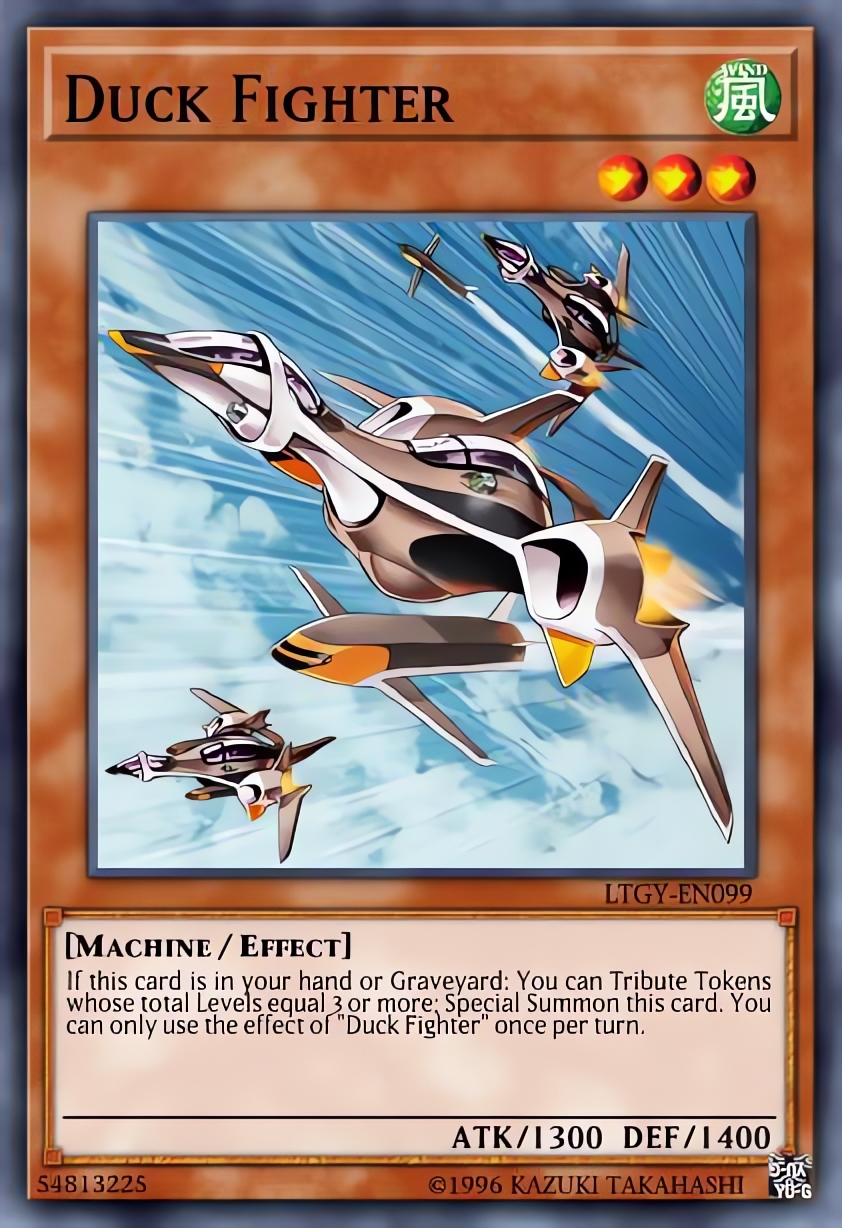 Duck Fighter
WIND
風
LTGY-EN099
[Machine / Effect]
If this card is in your hand or Graveyard: You can Tribute Tokens
whose total Levels equal 3 or more; Special Summon this card. You
can only use the effect of "Duck Fighter" once per turn.
ATK/1300 DEF/1400
54813225
©1996 KAZUKI TAKAHASHI